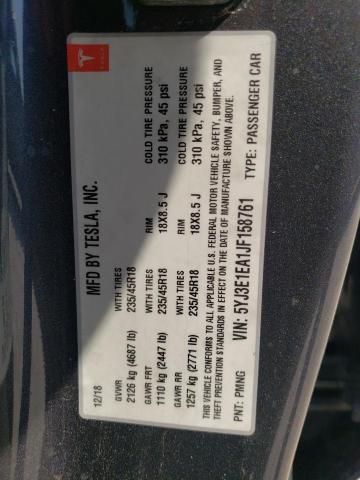 TESLA
12/18 MFD BY TESLA, INC.
GVWR WITH TIRES RIM COLD TIRE PRESSURE
2126 kg (4687 lb) 235/45R18 18X8.5 J 310 kPa, 45 psi
GAWR FRT WITH TIRES RIM COLD TIRE PRESSURE
1110 kg (2447 lb) 235/45R18 18X8.5 J 310 kPa, 45 psi
GAWR RR WITH TIRES
1257 kg (2771 lb) 235/45R18
THIS VEHICLE CONFORMS TO ALL APPLICABLE U.S. FEDERAL MOTOR VEHICLE SAFETY, BUMPER, AND
THEFT PREVENTION STANDARDS IN EFFECT ON THE DATE OF MANUFACTURE SHOWN ABOVE.
VIN: 5YJ3E1EA1JF158761
PNT: PMNG TYPE: PASSENGER CAR